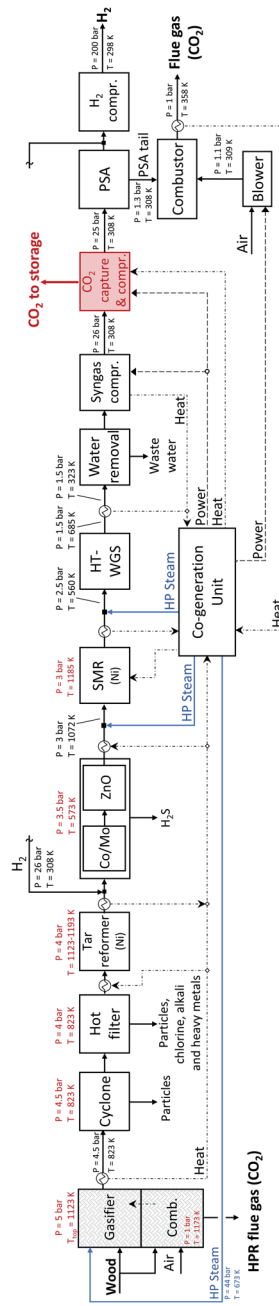 P = 5 bar
T_top = 1123 K
Gasifier
Comb.
P = 1 bar
T = 1173 K
Wood
Air
HP Steam
P = 44 bar
T = 673 K
HPR flue gas (CO₂)
P = 4.5 bar
T = 823 K
Heat
P = 4.5 bar
T = 823 K
Cyclone
Particles
P = 4 bar
T = 823 K
Hot
filter
Particles,
chlorine, alkali
and heavy metals
P = 4 bar
T = 1123-1193 K
Tar
reformer
(Ni)
H₂
P = 26 bar
T = 308 K
P = 3.5 bar
T = 573 K
Co/Mo
ZnO
H₂S
P = 3 bar
T = 1072 K
HP Steam
P = 3 bar
T = 1185 K
SMR
(Ni)
P = 2.5 bar
T = 560 K
HP Steam
HT-
WGS
P = 1.5 bar
T = 685 K
P = 1.5 bar
T = 323 K
Water
removal
Waste
water
Syngas
compr.
Heat
P = 26 bar
T = 308 K
CO₂ to storage
CO₂
capture
& compr.
P = 25 bar
T = 308 K
PSA
P = 1.3 bar
T = 308 K
PSA tail
H₂
compr.
P = 200 bar
T = 298 K
H₂
Combustor
P = 1 bar
T = 358 K
Flue gas
(CO₂)
P = 1.1 bar
T = 309 K
Blower
Air
Co-generation
Unit
Power
Heat
Power
Heat